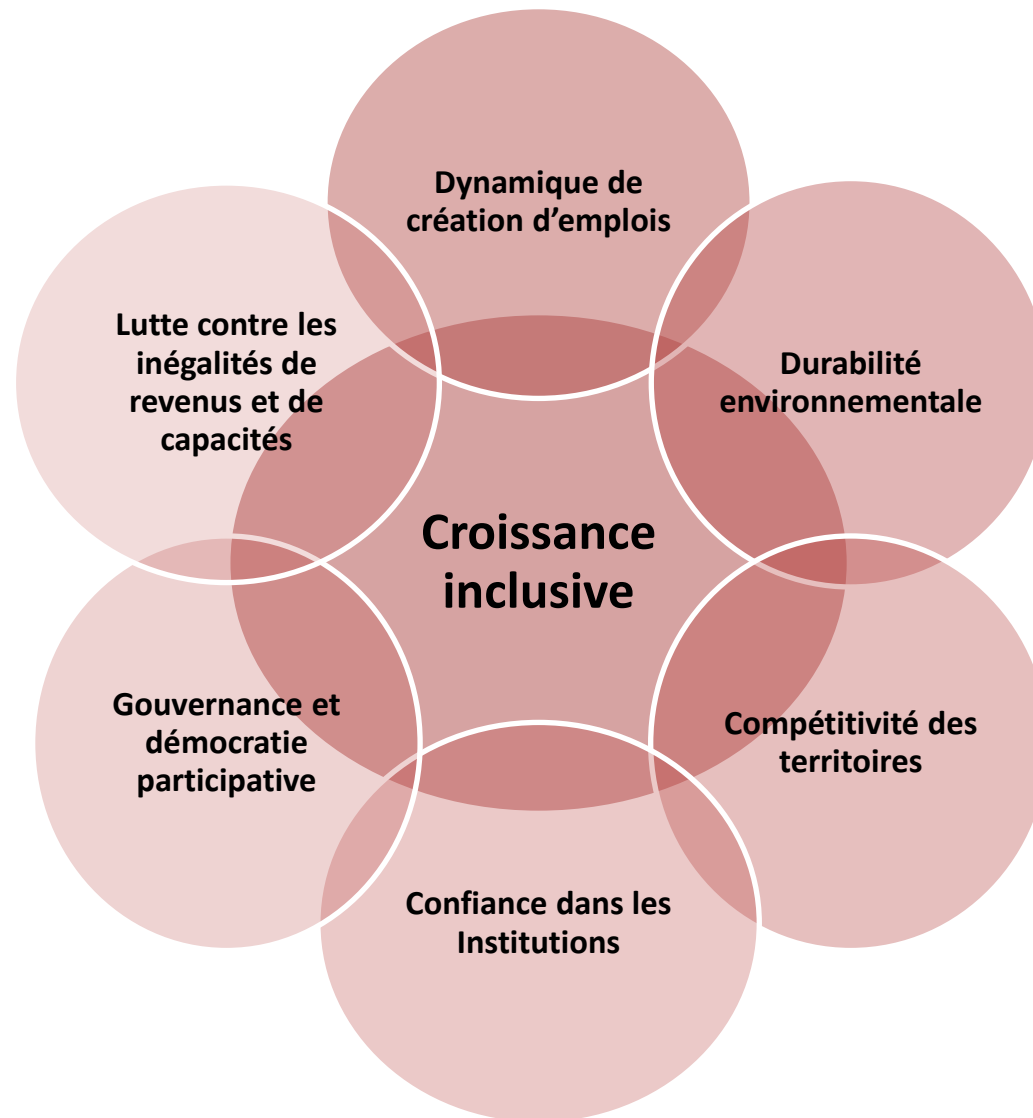 Dynamique de
création d’emplois
Lutte contre les
inégalités de
revenus et de
capacités
Durabilité
environnementale
Croissance
inclusive
Gouvernance et
démocratie
participative
Compétitivité des
territoires
Confiance dans les
Institutions